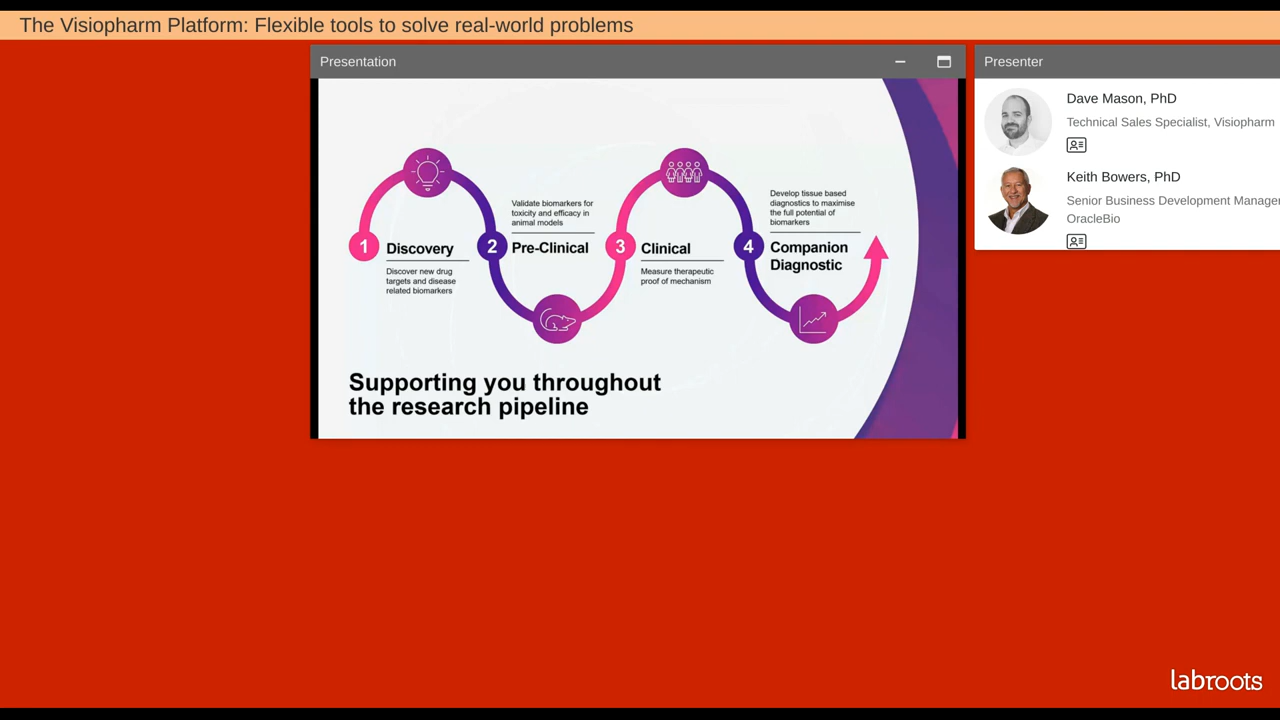 The Visiopharm Platform: Flexible tools to solve real-world problems
Presentation
1
Discovery
Discover new drug
targets and disease
related biomarkers
Validate biomarkers for
toxicity and efficacy in
animal models
2
Pre-Clinical
3
Clinical
Measure therapeutic
proof of mechanism
Develop tissue based
diagnostics to maximise
the full potential of
biomarkers
4
Companion
Diagnostic
Supporting you throughout
the research pipeline
Presenter
Dave Mason, PhD
Technical Sales Specialist, Visiopharm
Keith Bowers, PhD
Senior Business Development Manager
OracleBio
labroots